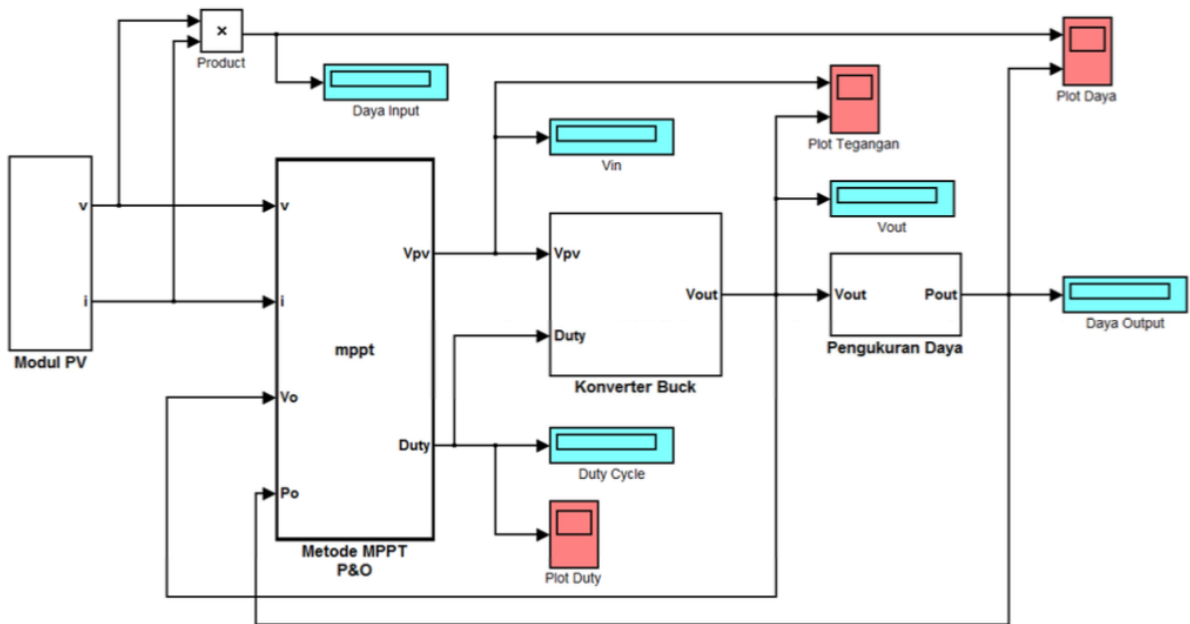 ×
Product
Plot Daya
Daya Input
Plot Tegangan
Vin
v
i
Modul PV
v
i
Vo
Po
mppt
Vpv
Duty
Metode MPPT
P&O
Vpv
Duty
Vout
Konverter Buck
Vout
Vout
Pout
Pengukuran Daya
Daya Output
Duty Cycle
Plot Duty